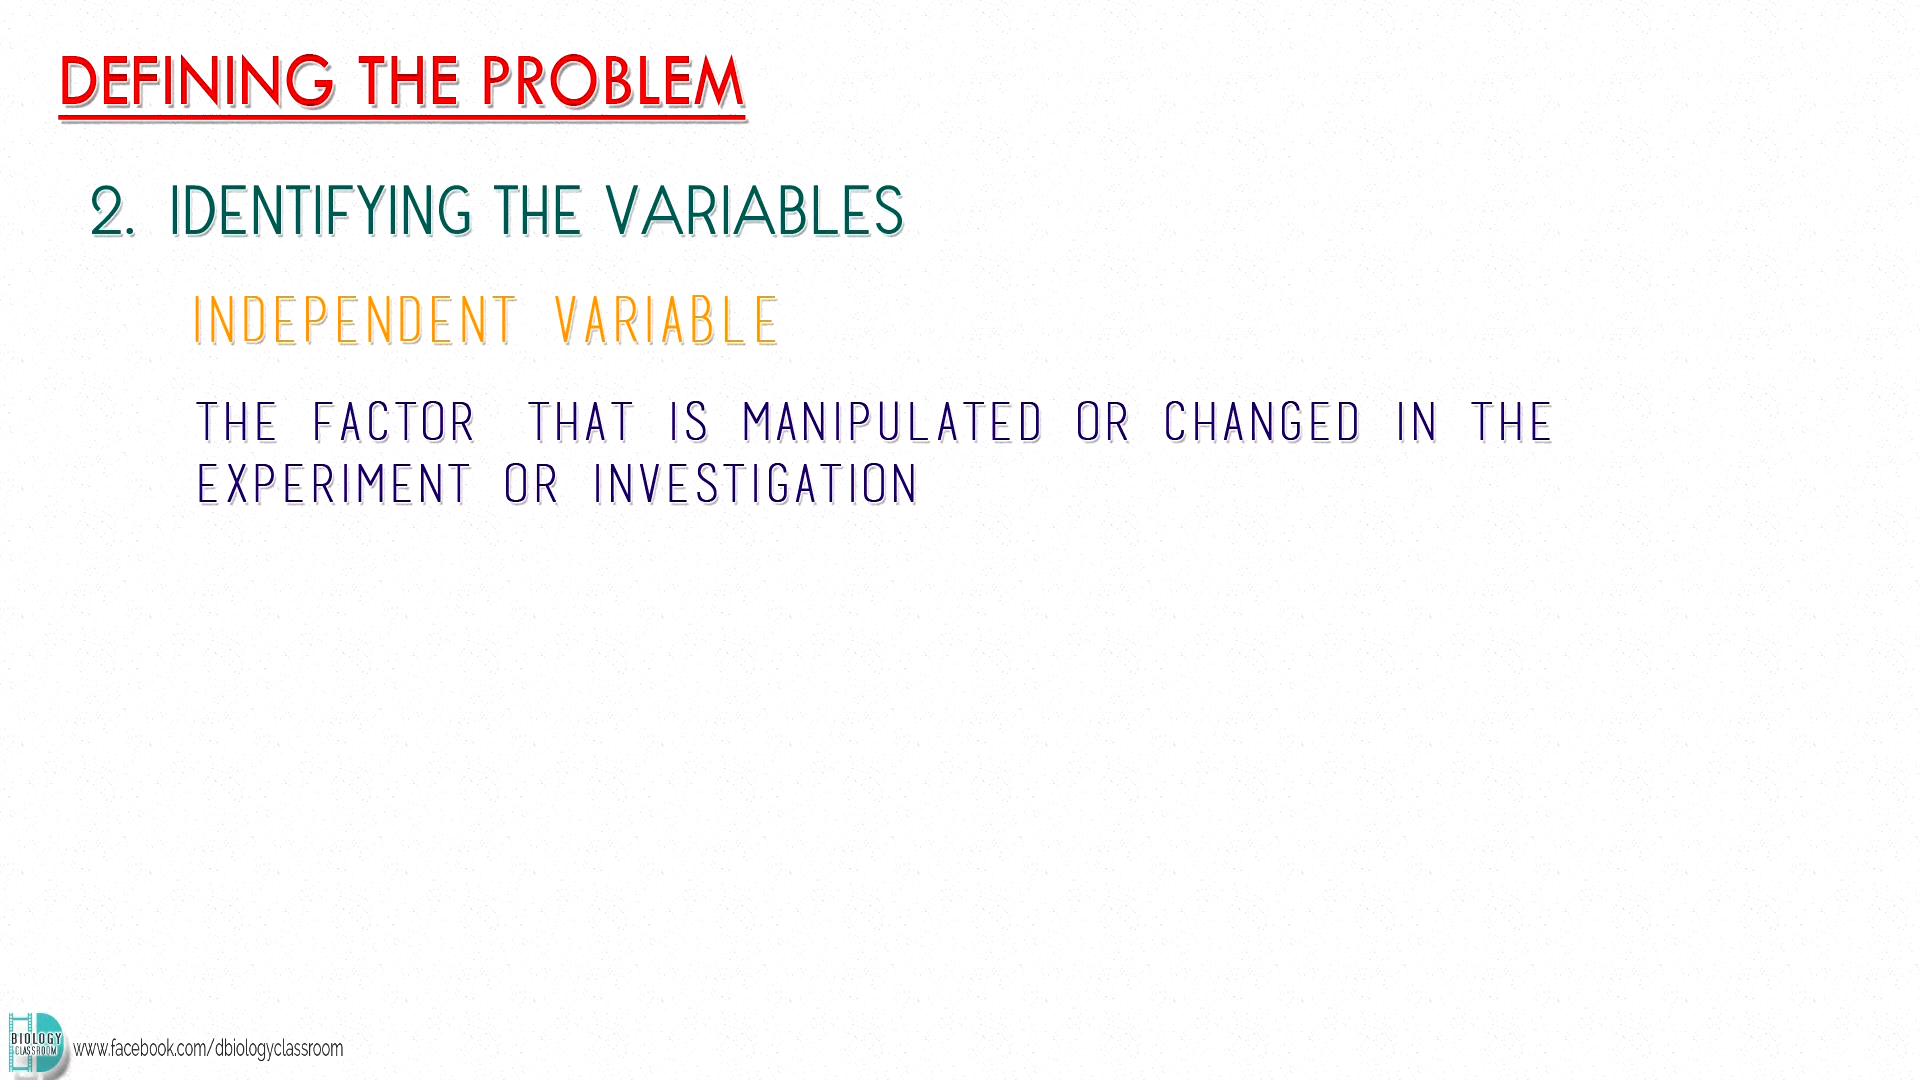 DEFINING THE PROBLEM
2. IDENTIFYING THE VARIABLES
INDEPENDENT VARIABLE
THE FACTOR THAT IS MANIPULATED OR CHANGED IN THE
EXPERIMENT OR INVESTIGATION
BIOLOGY
CLASSROOM
www.facebook.com/dbiologyclassroom